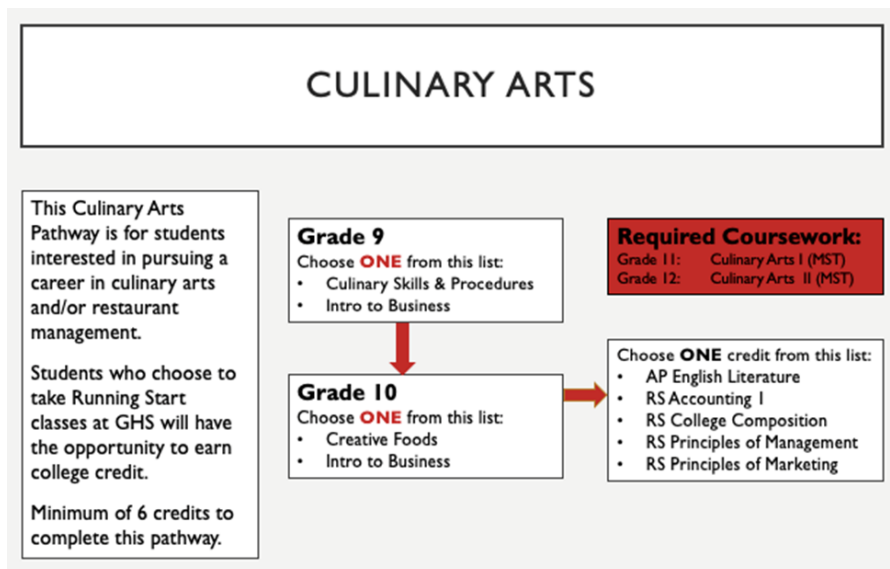 CULINARY ARTS
This Culinary Arts
Pathway is for students
interested in pursuing a
career in culinary arts
and/or restaurant
management.
Students who choose to
take Running Start
classes at GHS will have
the opportunity to earn
college credit.
Minimum of 6 credits to
complete this pathway.
Grade 9
Choose ONE from this list:
• Culinary Skills & Procedures
• Intro to Business
Grade 10
Choose ONE from this list:
• Creative Foods
• Intro to Business
Required Coursework:
Grade 11: Culinary Arts I (MST)
Grade 12: Culinary Arts II (MST)
Choose ONE credit from this list:
• AP English Literature
• RS Accounting 1
• RS College Composition
• RS Principles of Management
• RS Principles of Marketing